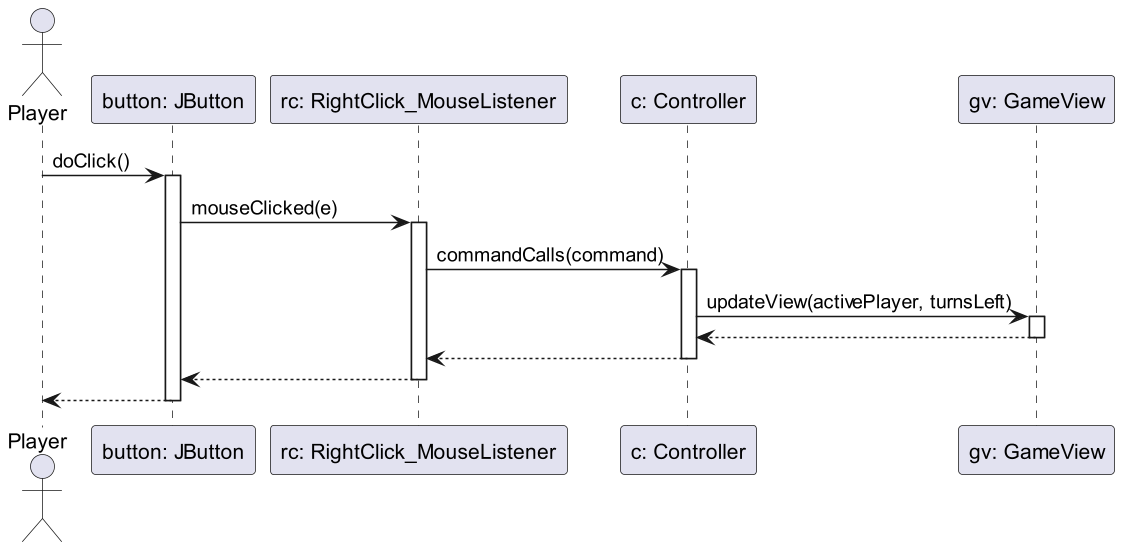 Player
button: JButton
rc: RightClick_MouseListener
c: Controller
gv: GameView
doClick()
mouseClicked(e)
commandCalls(command)
updateView(activePlayer, turnsLeft)
Player
button: JButton
rc: RightClick_MouseListener
c: Controller
gv: GameView